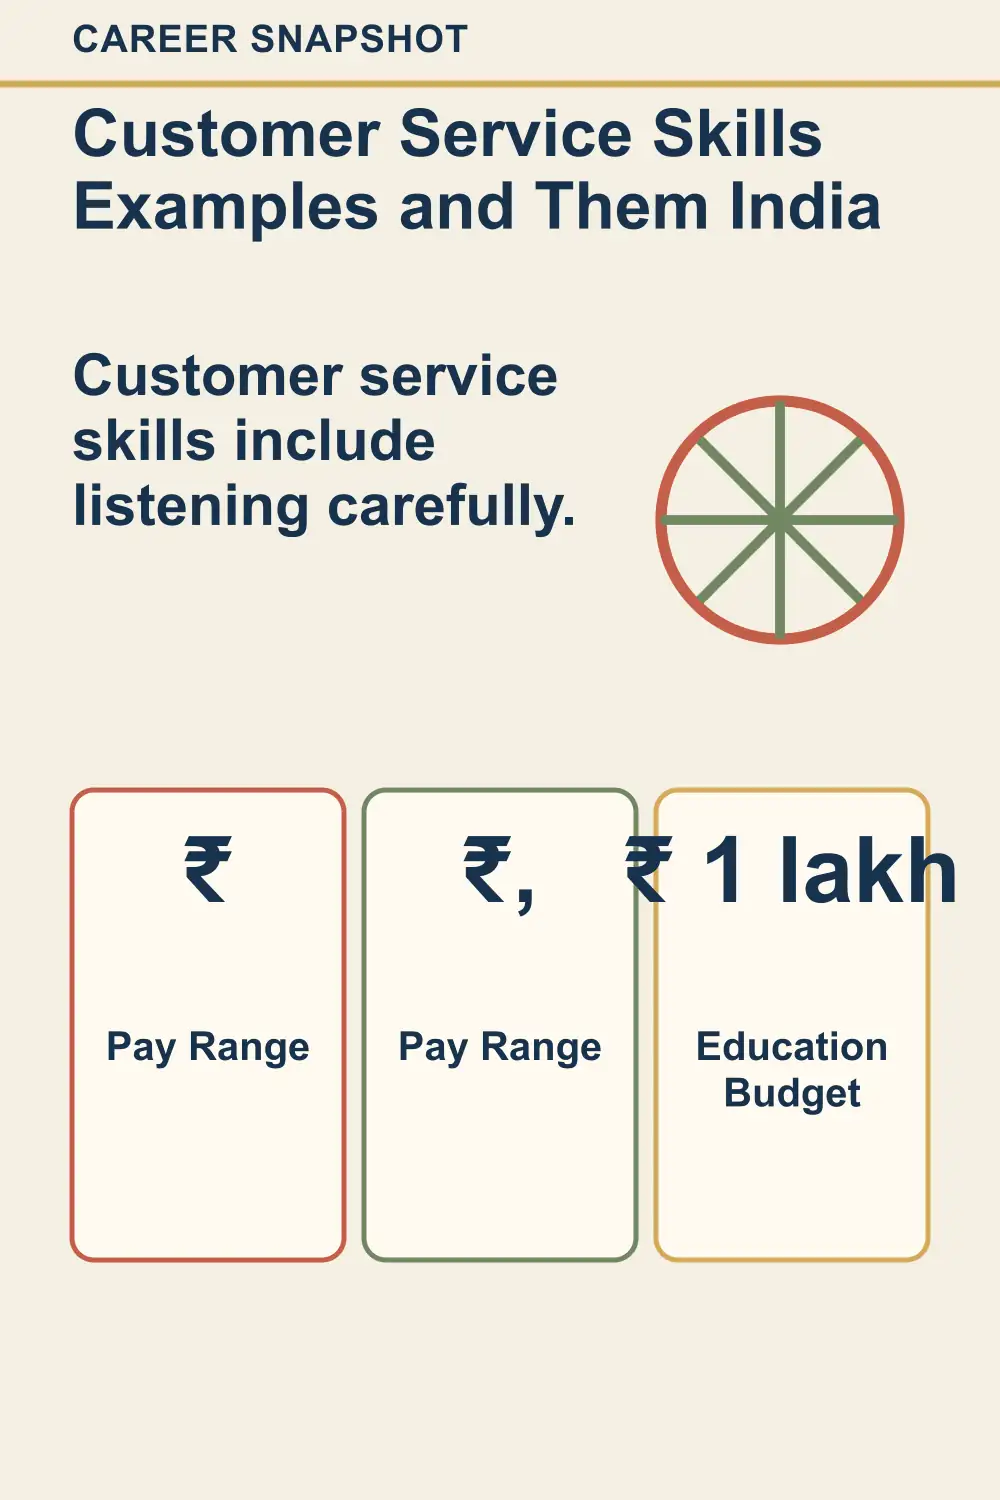 CAREER SNAPSHOT
Customer Service Skills
Examples and Them India
Customer service
skills include
listening carefully.
₹
Pay Range
₹,
Pay Range
₹ 1 lakh
Education
Budget